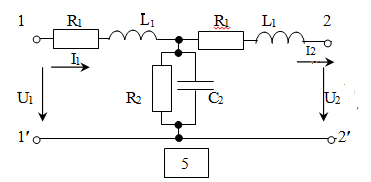 1 R₁ L₁ R₁ L₁ 2
I₁ I2
U₁ R₂ C₂ U₂
1′ 2′
5